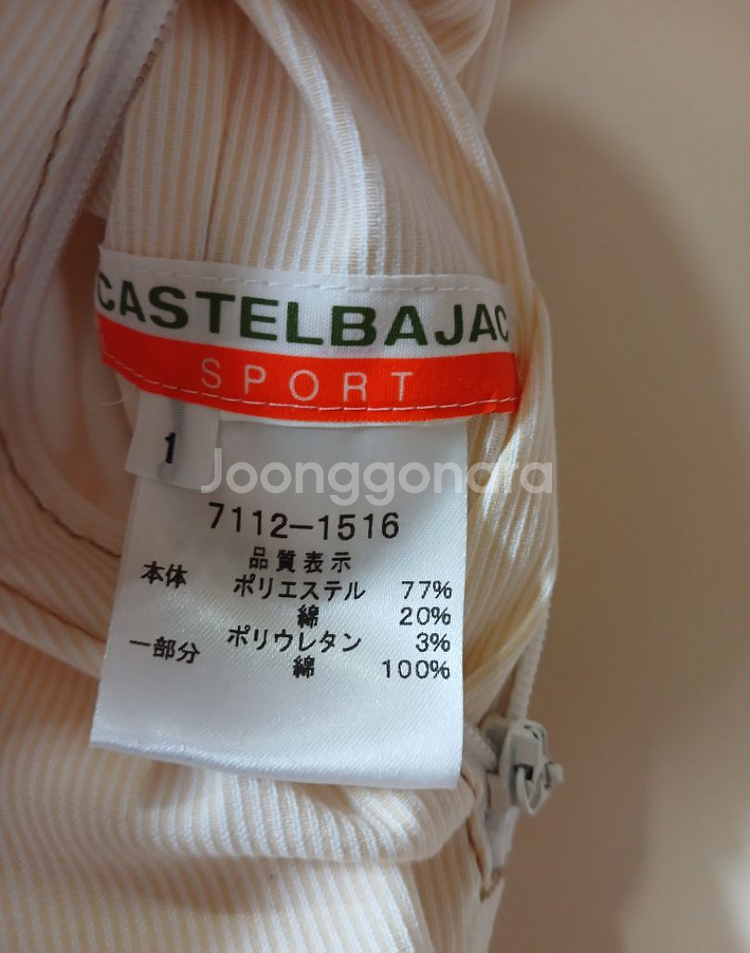 CASTELBAJAC
SPORT
1
Joonggonara
7112-1516
品質表示
本体 ポリエステル 77%
綿 20%
ポリウレタン 3%
一部分 綿 100%